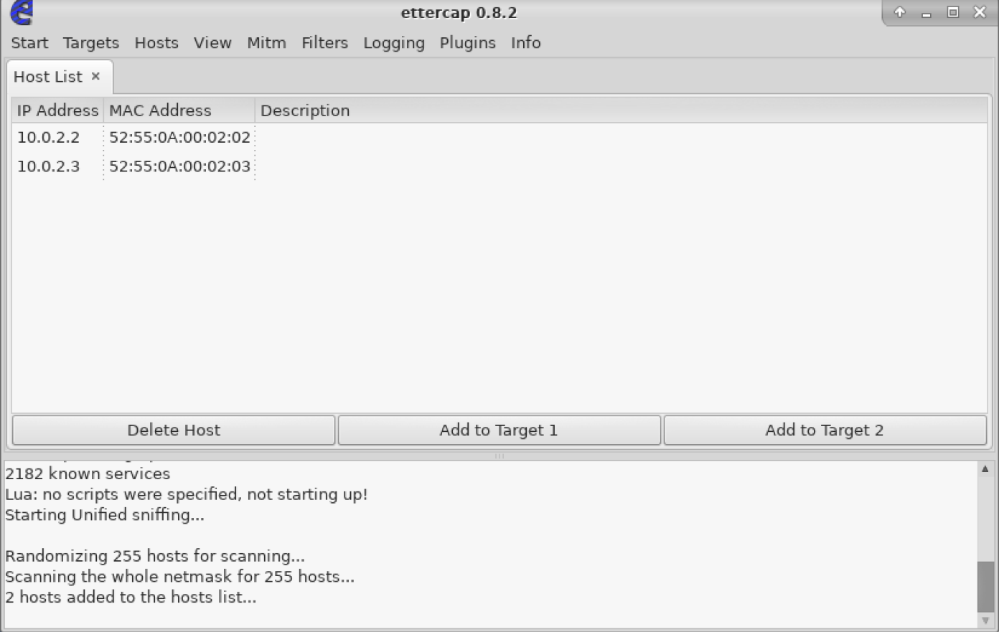 ettercap 0.8.2
Start Targets Hosts View Mitm Filters Logging Plugins Info
Host List ×
IP Address MAC Address Description
10.0.2.2 52:55:0A:00:02:02
10.0.2.3 52:55:0A:00:02:03
Delete Host Add to Target 1 Add to Target 2
2182 known services
Lua: no scripts were specified, not starting up!
Starting Unified sniffing...
Randomizing 255 hosts for scanning...
Scanning the whole netmask for 255 hosts...
2 hosts added to the hosts list...